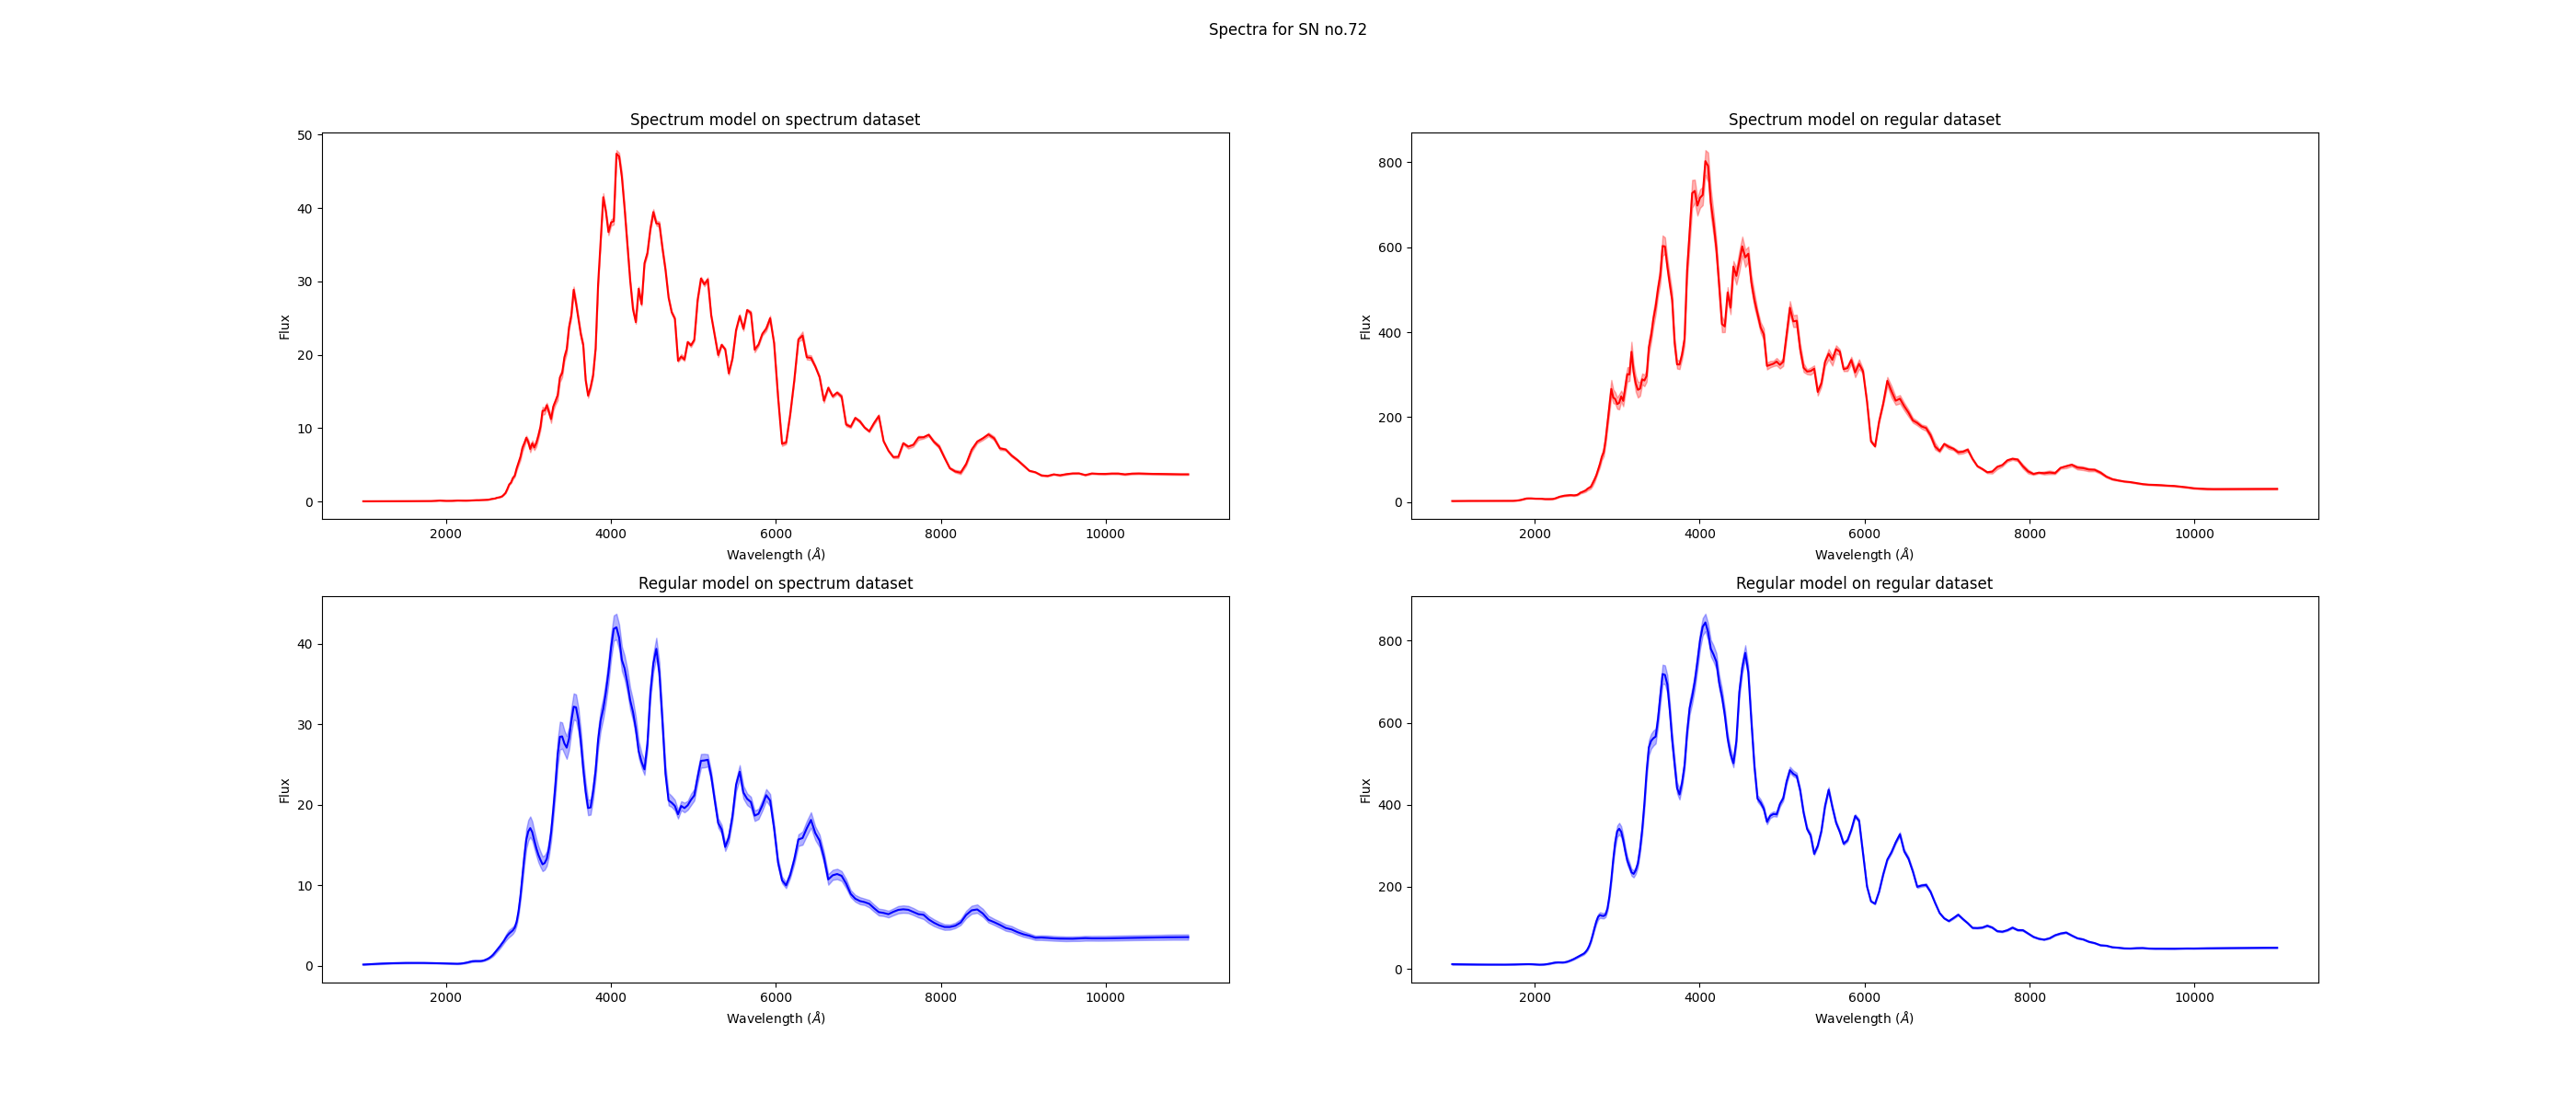 Spectra for SN no.72
Spectrum model on spectrum dataset
50
40
30
20
10
0
Flux
2000 4000 6000 8000 10000
Wavelength (Å)
Spectrum model on regular dataset
800
600
400
200
0
Flux
2000 4000 6000 8000 10000
Wavelength (Å)
Regular model on spectrum dataset
40
30
20
10
0
Flux
2000 4000 6000 8000 10000
Wavelength (Å)
Regular model on regular dataset
800
600
400
200
0
Flux
2000 4000 6000 8000 10000
Wavelength (Å)